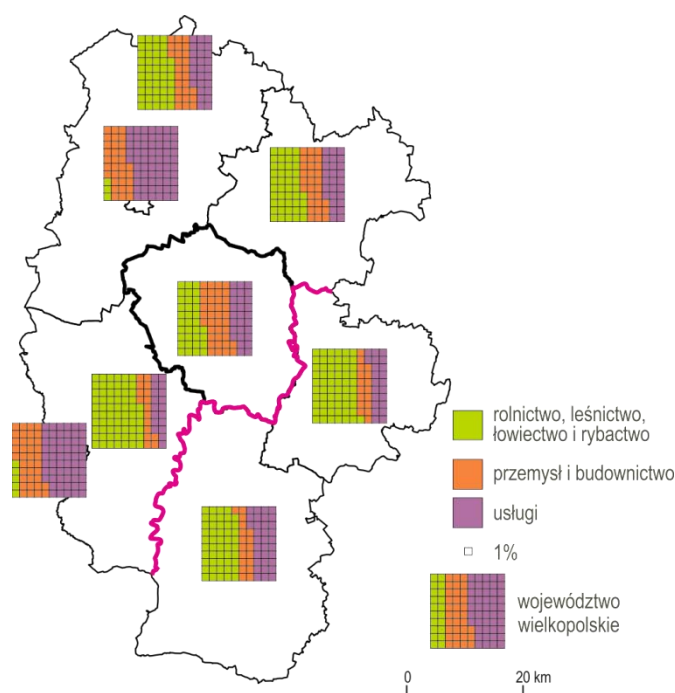 rolnictwo, leśnictwo,
łowiectwo i rybactwo
przemysł i budownictwo
usługi
1%
województwo
wielkopolskie
0 20 km